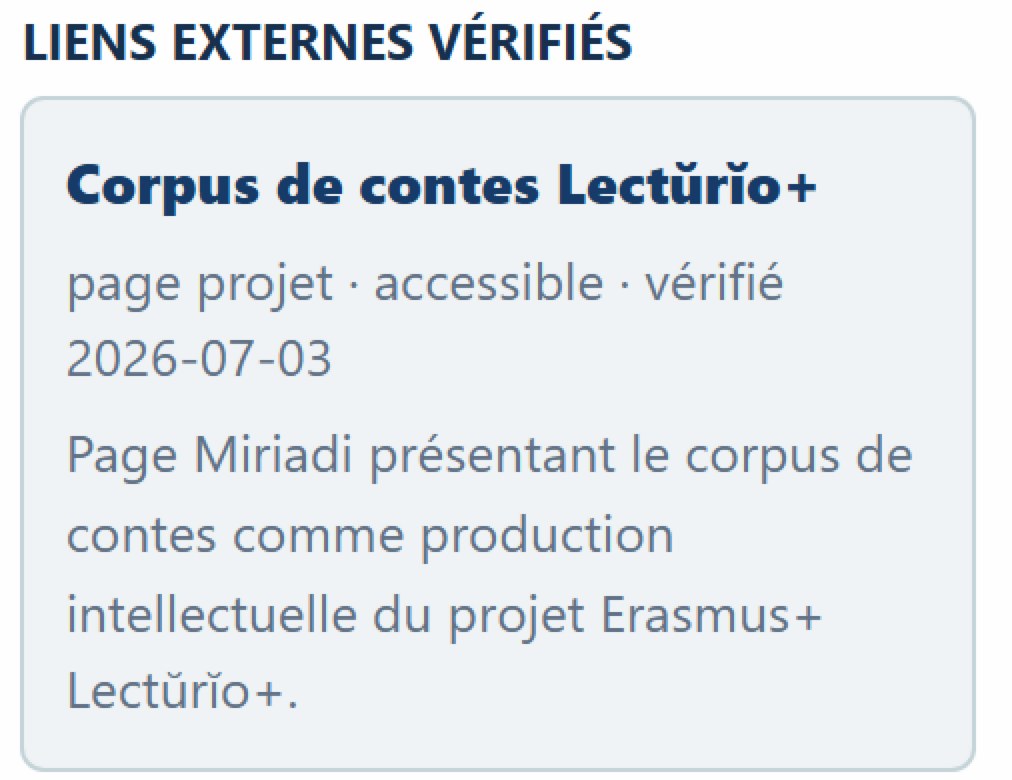 LIENS EXTERNES VÉRIFIÉS
Corpus de contes Lectŭrĭo+
page projet · accessible · vérifié
2026-07-03
Page Miriadi présentant le corpus de
contes comme production
intellectuelle du projet Erasmus+
Lectŭrĭo+.